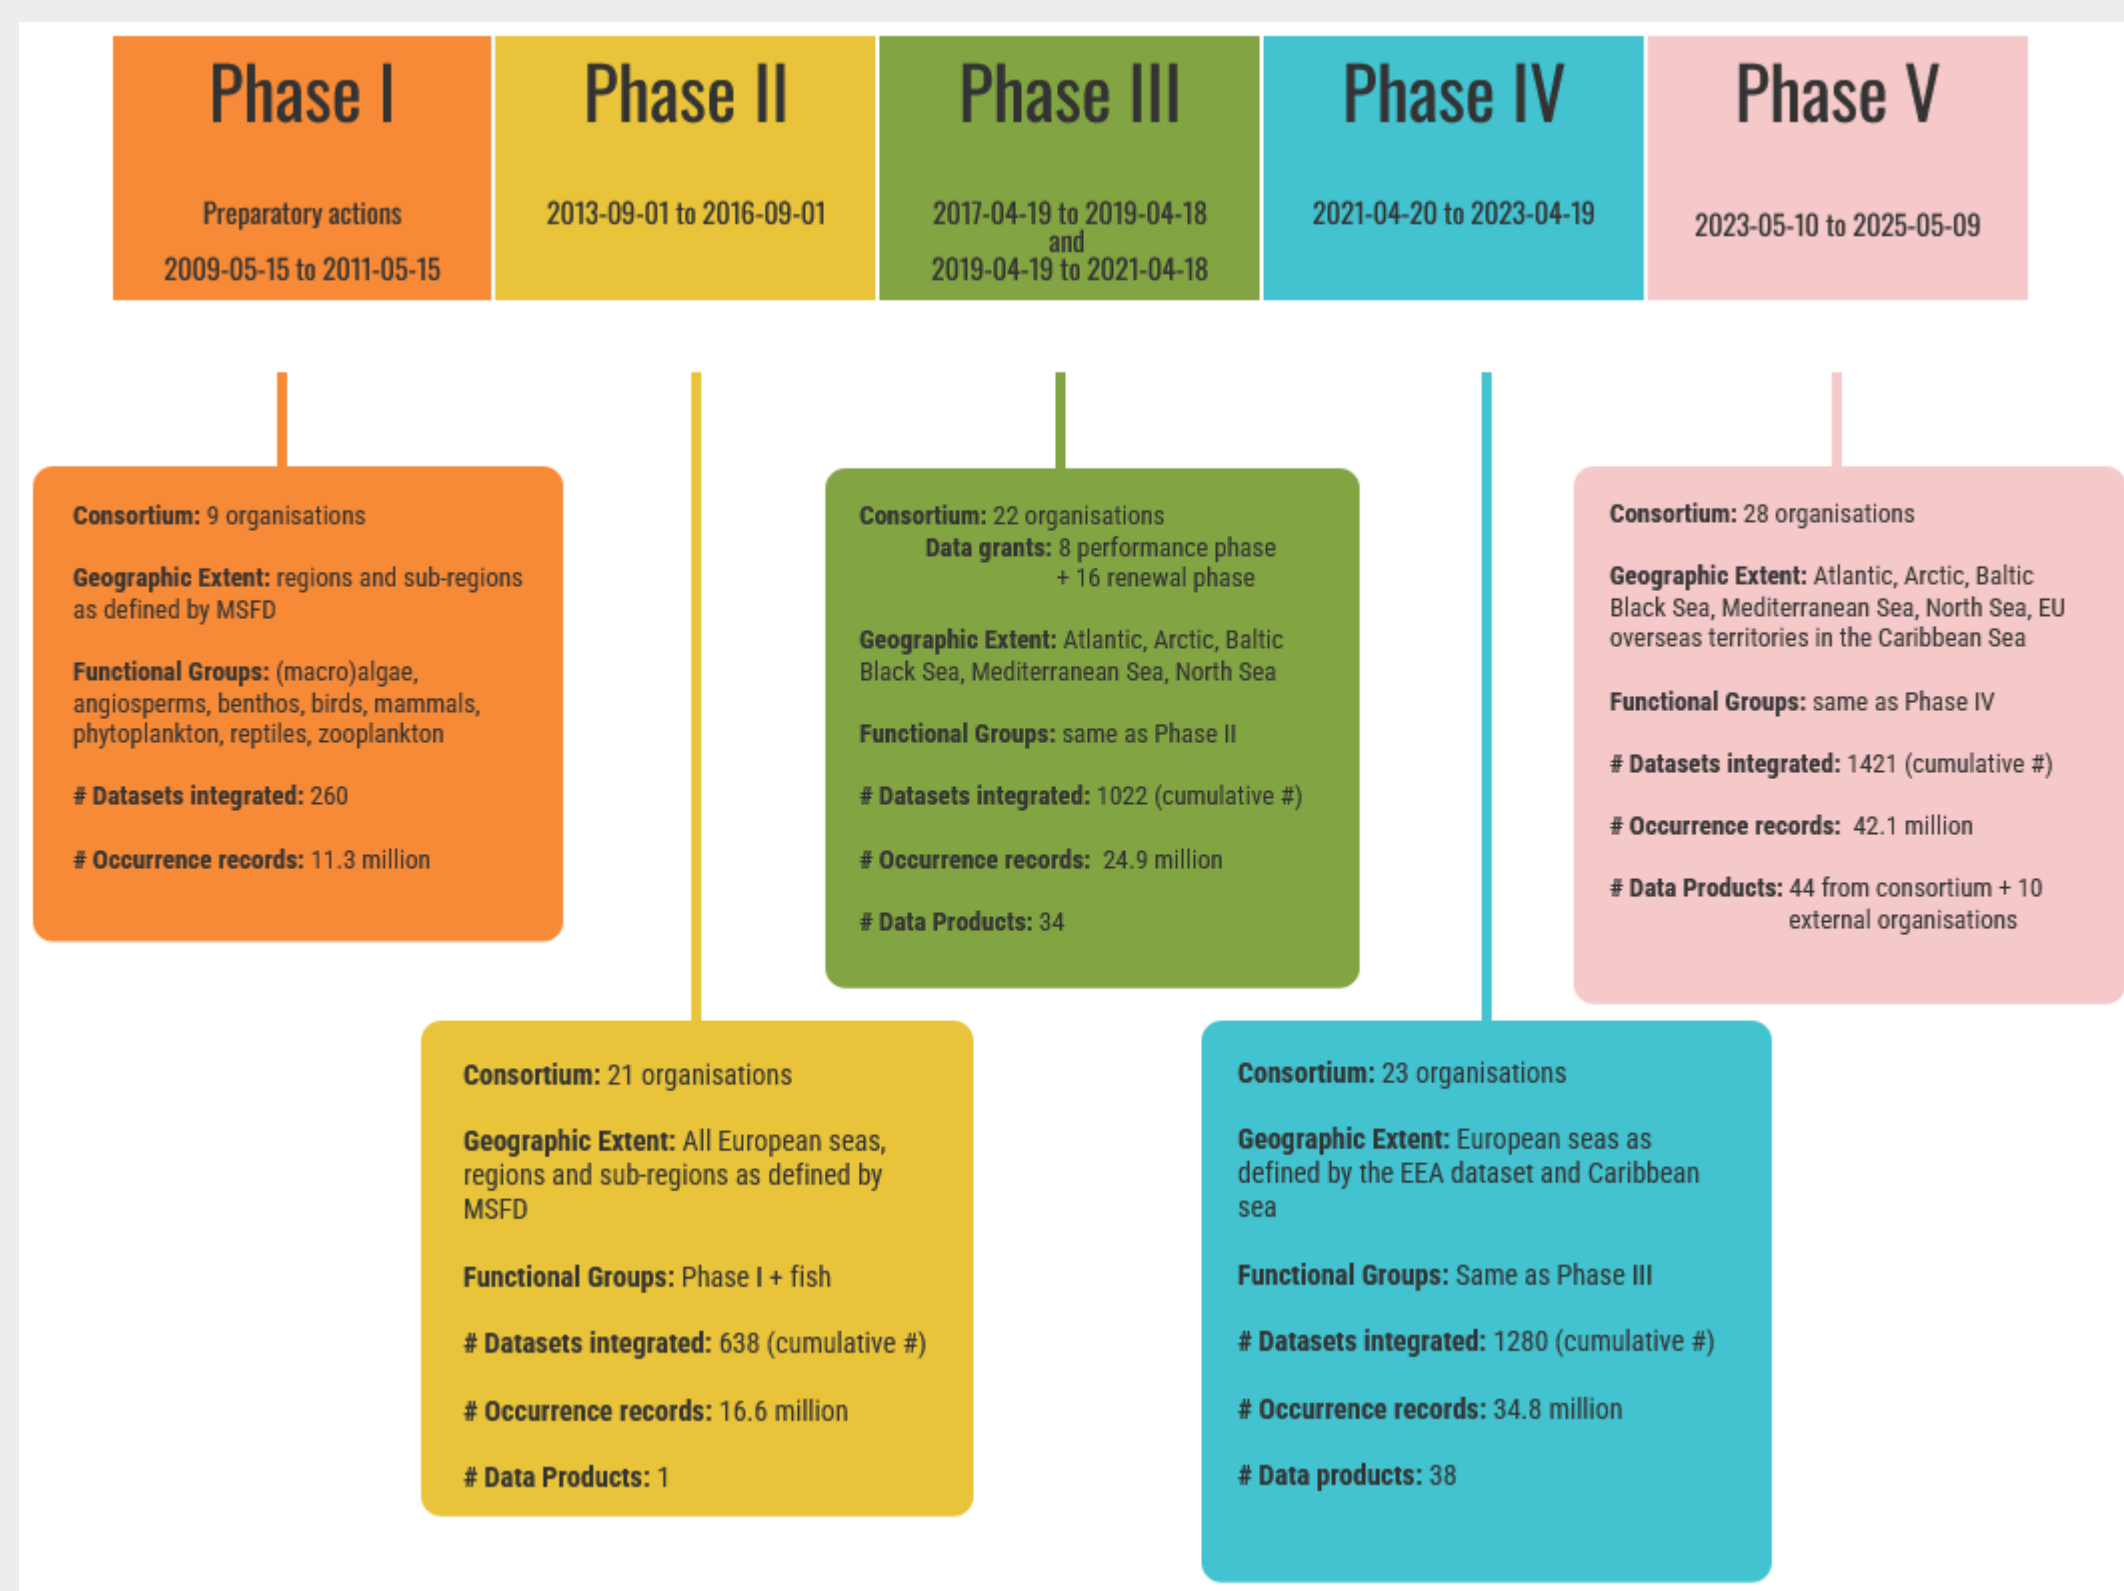 Phase I
Preparatory actions
2009-05-15 to 2011-05-15
Phase II
2013-09-01 to 2016-09-01
Phase III
2017-04-19 to 2019-04-18
and
2019-04-19 to 2021-04-18
Phase IV
2021-04-20 to 2023-04-19
Phase V
2023-05-10 to 2025-05-09
Consortium: 9 organisations
Geographic Extent: regions and sub-regions
as defined by MSFD
Functional Groups: (macro)algae,
angiosperms, benthos, birds, mammals,
phytoplankton, reptiles, zooplankton
# Datasets integrated: 260
# Occurrence records: 11.3 million
Consortium: 21 organisations
Geographic Extent: All European seas,
regions and sub-regions as defined by
MSFD
Functional Groups: Phase I + fish
# Datasets integrated: 638 (cumulative #)
# Occurrence records: 16.6 million
# Data Products: 1
Consortium: 22 organisations
Data grants: 8 performance phase
+ 16 renewal phase
Geographic Extent: Atlantic, Arctic, Baltic
Black Sea, Mediterranean Sea, North Sea
Functional Groups: same as Phase II
# Datasets integrated: 1022 (cumulative #)
# Occurrence records: 24.9 million
# Data Products: 34
Consortium: 23 organisations
Geographic Extent: European seas as
defined by the EEA dataset and Caribbean
sea
Functional Groups: Same as Phase III
# Datasets integrated: 1280 (cumulative #)
# Occurrence records: 34.8 million
# Data products: 38
Consortium: 28 organisations
Geographic Extent: Atlantic, Arctic, Baltic
Black Sea, Mediterranean Sea, North Sea, EU
overseas territories in the Caribbean Sea
Functional Groups: same as Phase IV
# Datasets integrated: 1421 (cumulative #)
# Occurrence records: 42.1 million
# Data Products: 44 from consortium + 10
external organisations